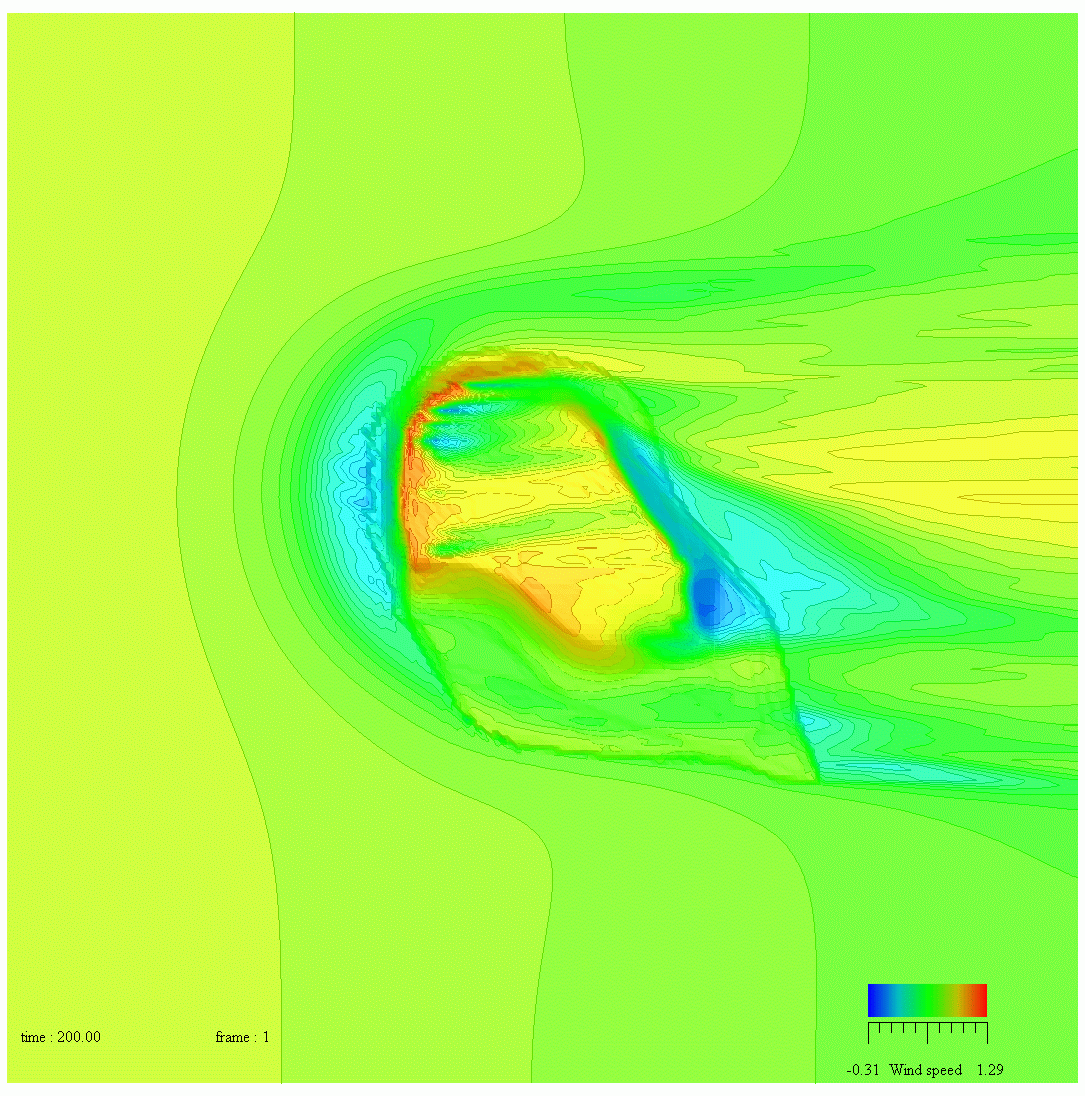 time : 200.00 frame : 1
-0.31 Wind speed 1.29